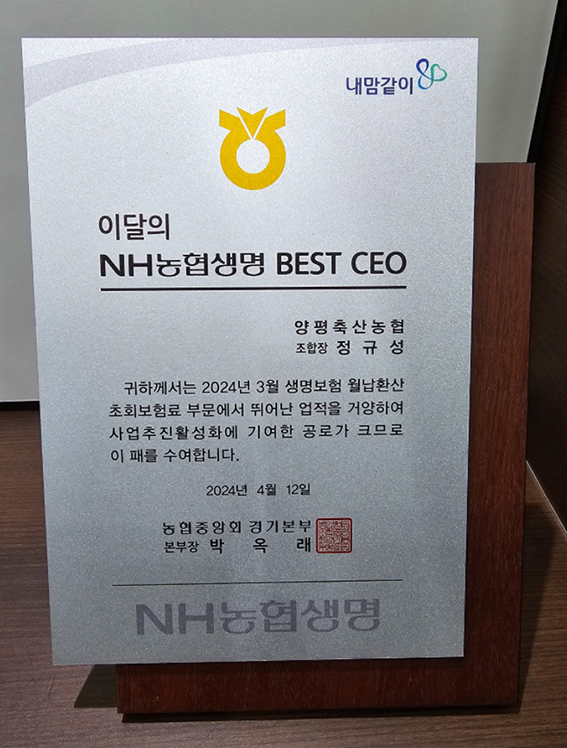 내맘같이
이달의
NH농협생명 BEST CEO
양평축산농협
조합장 정규성
귀하께서는 2024년 3월 생명보험 월납환산
초회보험료 부문에서 뛰어난 업적을 거양하여
사업추진활성화에 기여한 공로가 크므로
이 패를 수여합니다.
2024년 4월 12일
농협중앙회 경기본부
본부장 박옥래
NH농협생명